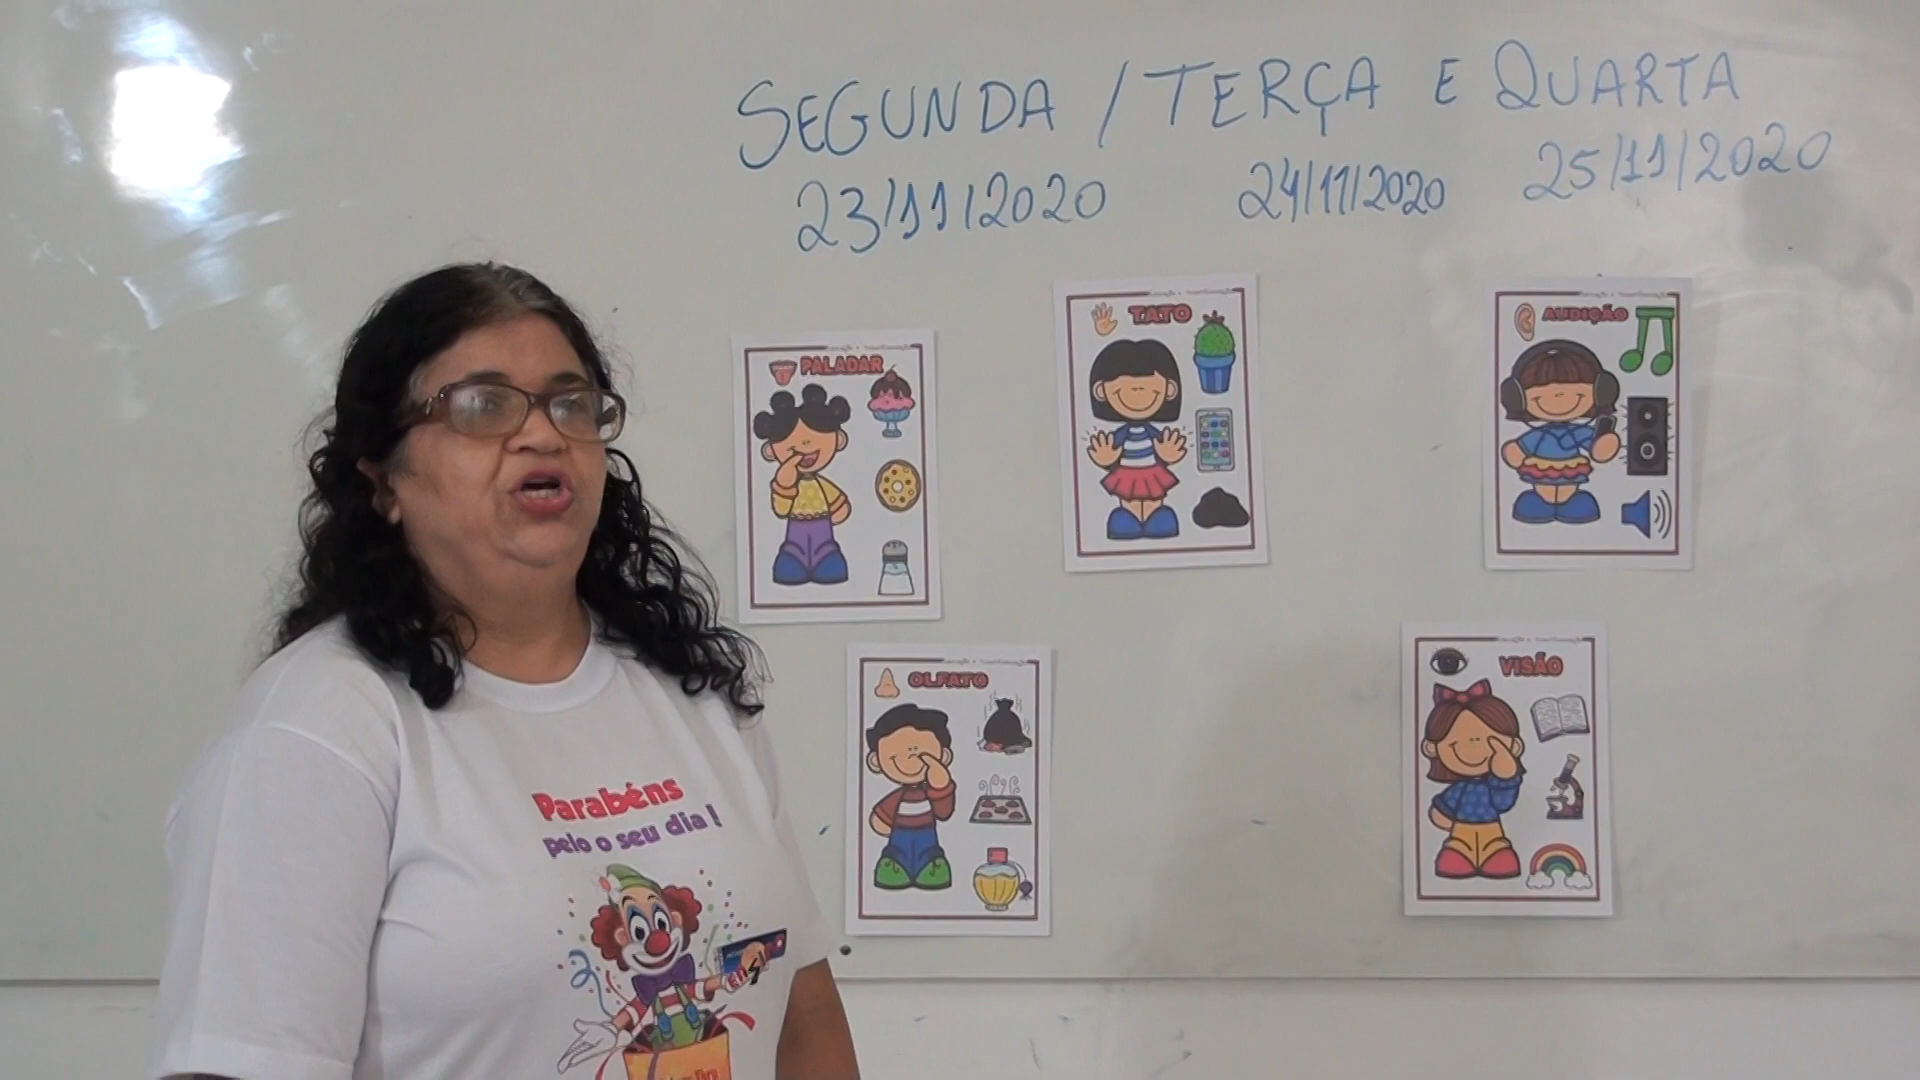 SEGUNDA / TERÇA E QUARTA
23/11/2020 24/11/2020 25/11/2020
PALADAR
TATO
AUDIÇÃO
OLFATO
VISÃO
Parabéns
pelo o seu dia !